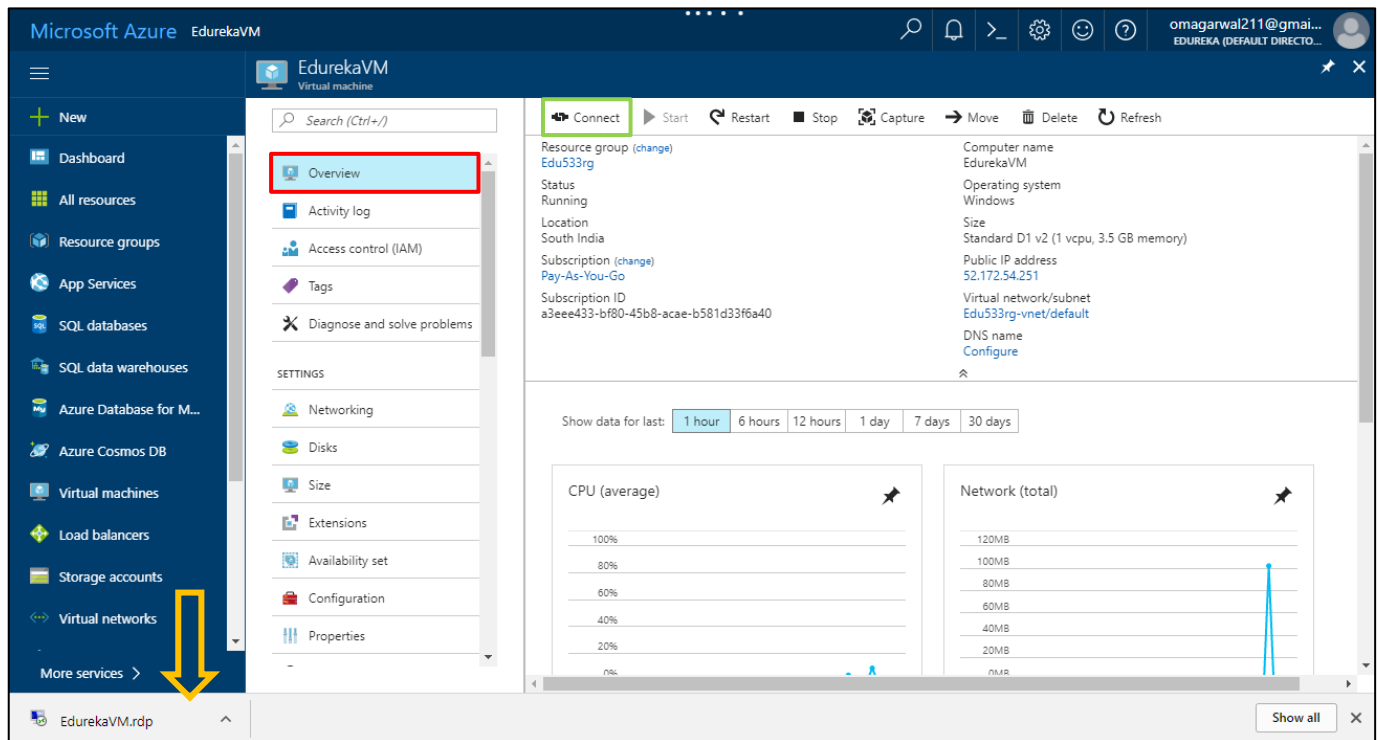 Microsoft Azure EdurekaVM
omagarwal211@gmai...
EDUREKA (DEFAULT DIRECTO...
EdurekaVM
Virtual machine
New
Dashboard
All resources
Resource groups
App Services
SQL databases
SQL data warehouses
Azure Database for M...
Azure Cosmos DB
Virtual machines
Load balancers
Storage accounts
Virtual networks
More services >
Search (Ctrl+/)
Overview
Activity log
Access control (IAM)
Tags
Diagnose and solve problems
SETTINGS
Networking
Disks
Size
Extensions
Availability set
Configuration
Properties
Connect Start Restart Stop Capture Move Delete Refresh
Resource group (change)
Edu533rg
Status
Running
Location
South India
Subscription (change)
Pay-As-You-Go
Subscription ID
a3eee433-bf80-45b8-acae-b581d33f6a40
Computer name
EdurekaVM
Operating system
Windows
Size
Standard D1 v2 (1 vcpu, 3.5 GB memory)
Public IP address
52.172.54.251
Virtual network/subnet
Edu533rg-vnet/default
DNS name
Configure
Show data for last: 1 hour 6 hours 12 hours 1 day 7 days 30 days
CPU (average)
100%
80%
60%
40%
20%
0%
Network (total)
120MB
100MB
80MB
60MB
40MB
20MB
0MB
EdurekaVM.rdp
Show all